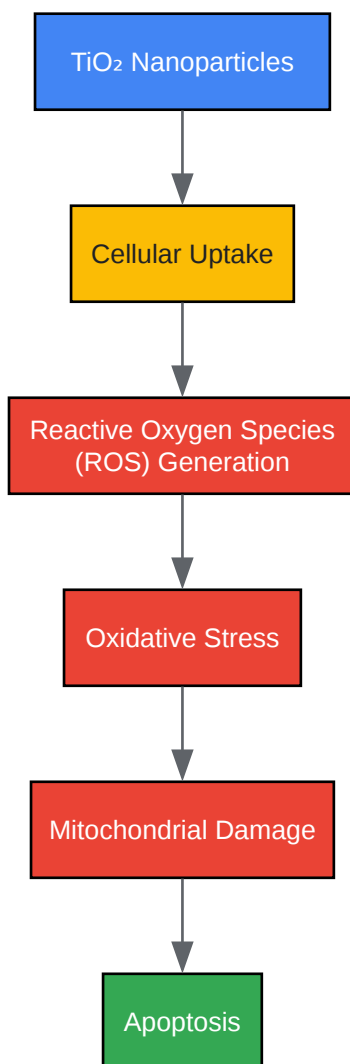 TiO₂ Nanoparticles
Cellular Uptake
Reactive Oxygen Species
(ROS) Generation
Oxidative Stress
Mitochondrial Damage
Apoptosis